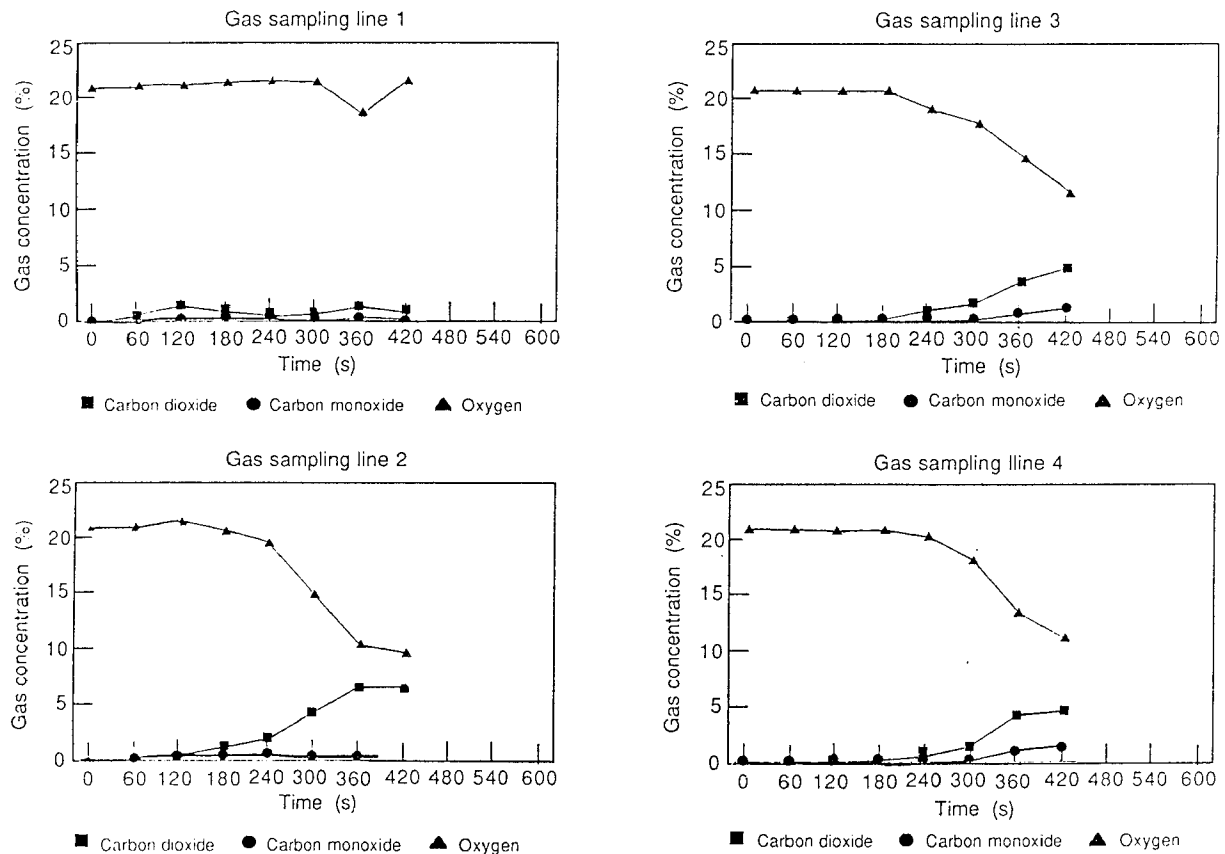 Gas sampling line 1
Gas concentration (%)
25
20
15
10
5
0
0 60 120 180 240 300 360 420 480 540 600
Time (s)
Carbon dioxide Carbon monoxide Oxygen
Gas sampling line 3
Gas concentration (%)
25
20
15
10
5
0
0 60 120 180 240 300 360 420 480 540 600
Time (s)
Carbon dioxide Carbon monoxide Oxygen
Gas sampling line 2
Gas concentration (%)
25
20
15
10
5
0
0 60 120 180 240 300 360 420 480 540 600
Time (s)
Carbon dioxide Carbon monoxide Oxygen
Gas sampling lline 4
Gas concentration (%)
25
20
15
10
5
0
0 60 120 180 240 300 360 420 480 540 600
Time (s)
Carbon dioxide Carbon monoxide Oxygen